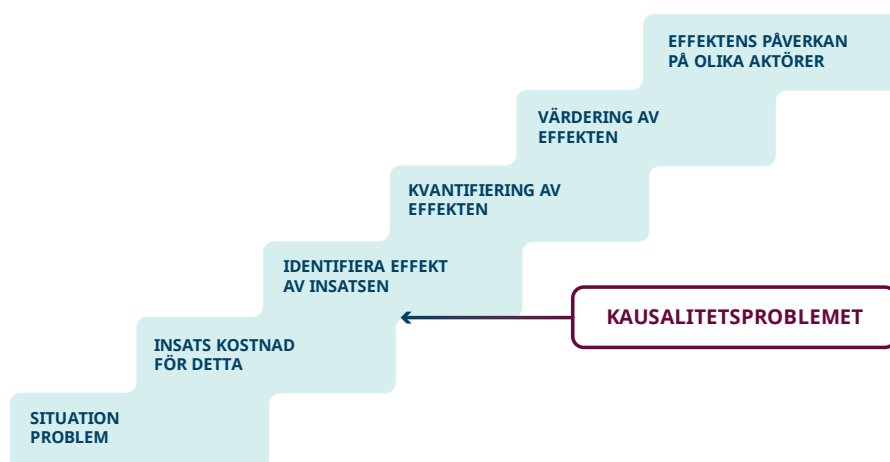 EFFEKTENS PÅVERKAN
PÅ OLIKA AKTÖRER
VÄRDERING AV
EFFEKTEN
KVANTIFIERING AV
EFFEKTEN
IDENTIFIERA EFFEKT
AV INSATSEN
KAUSALITETSPROBLEMET
INSATS KOSTNAD
FÖR DETTA
SITUATION
PROBLEM